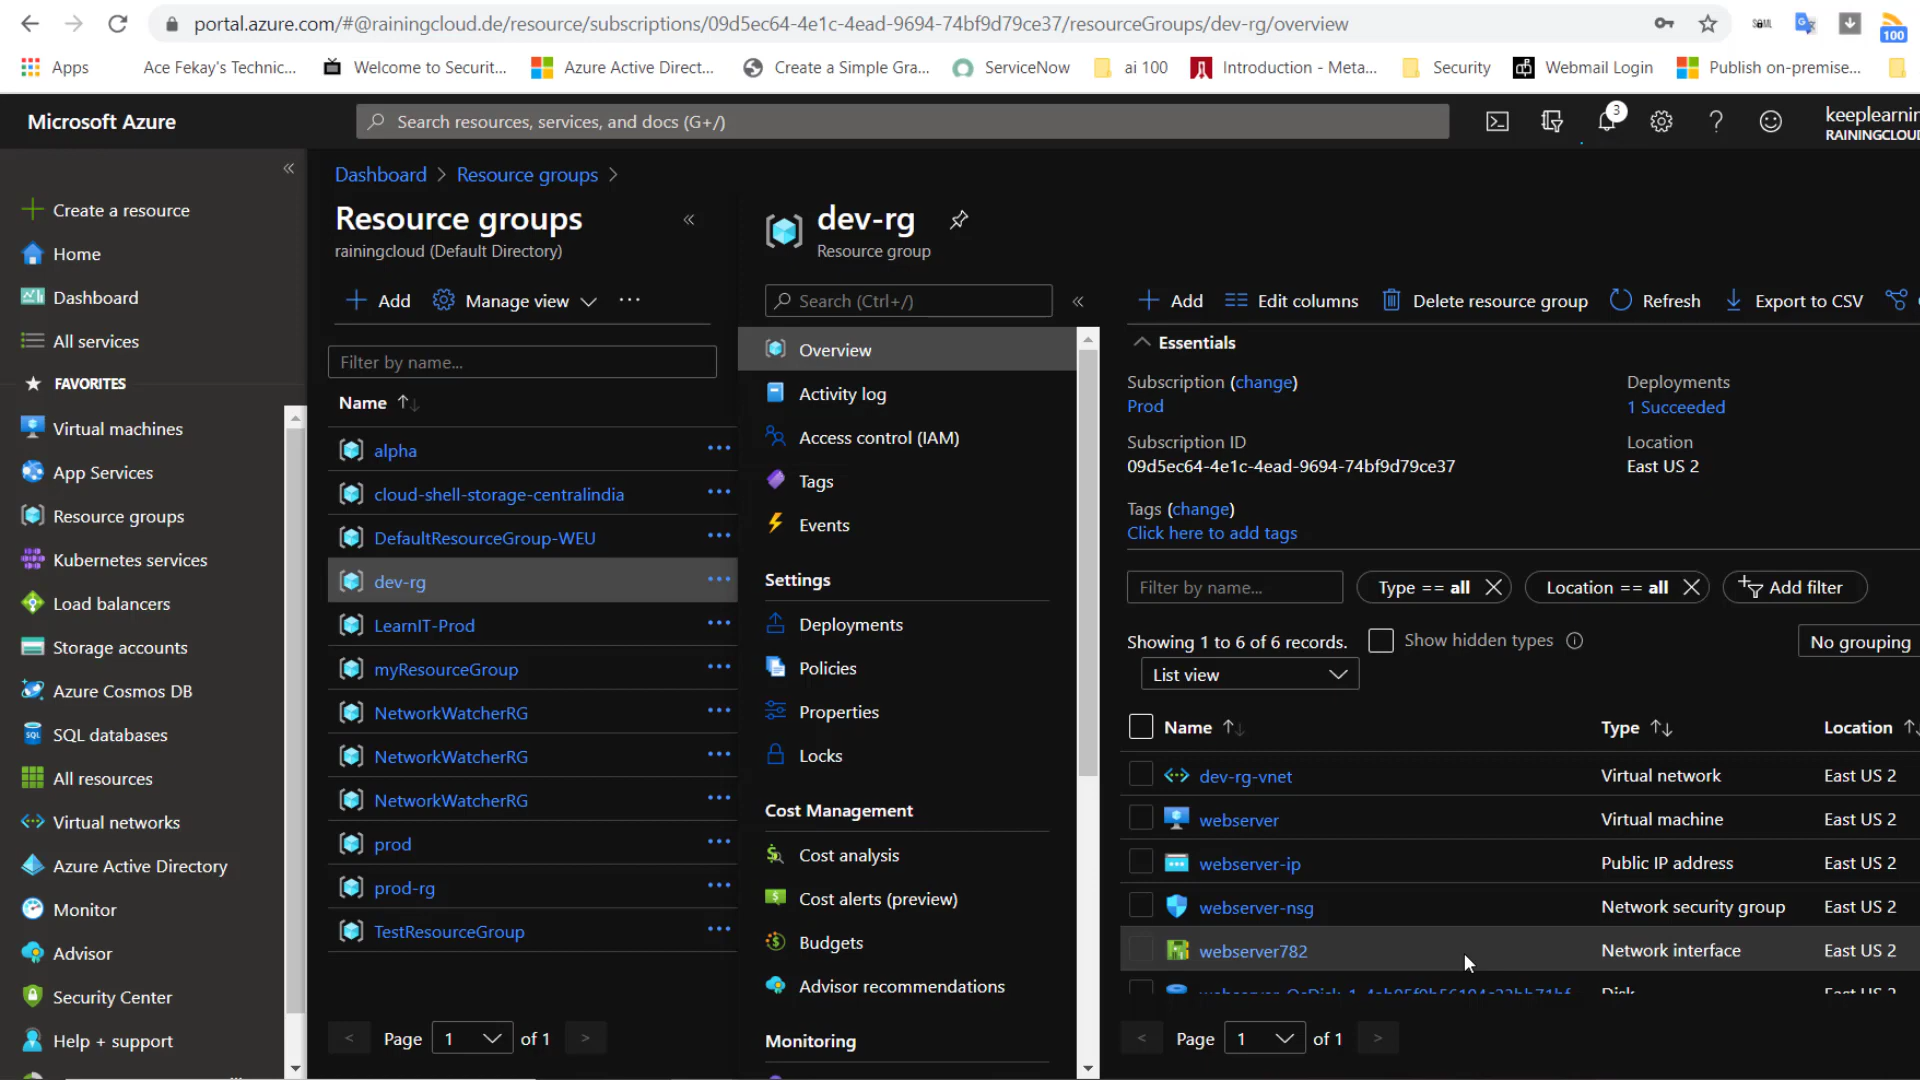 portal.azure.com/#@rainingcloud.de/resource/subscriptions/09d5ec64-4e1c-4ead-9694-74bf9d79ce37/resourceGroups/dev-rg/overview
SAML
100
Apps
Ace Fekay's Technic...
Welcome to Securit...
Azure Active Direct...
Create a Simple Gra...
ServiceNow
ai 100
Introduction - Meta...
Security
Webmail Login
Publish on-premise...
Microsoft Azure
Search resources, services, and docs (G+/)
3
keeplearnin
RAININGCLOUD
Create a resource
Home
Dashboard
All services
FAVORITES
Virtual machines
App Services
Resource groups
Kubernetes services
Load balancers
Storage accounts
Azure Cosmos DB
SQL databases
All resources
Virtual networks
Azure Active Directory
Monitor
Advisor
Security Center
Help + support
Dashboard > Resource groups >
Resource groups
rainingcloud (Default Directory)
Add
Manage view
Filter by name...
Name
alpha
cloud-shell-storage-centralindia
DefaultResourceGroup-WEU
dev-rg
LearnIT-Prod
myResourceGroup
NetworkWatcherRG
NetworkWatcherRG
NetworkWatcherRG
prod
prod-rg
TestResourceGroup
< Page 1 of 1 >
dev-rg
Resource group
Search (Ctrl+/)
Overview
Activity log
Access control (IAM)
Tags
Events
Settings
Deployments
Policies
Properties
Locks
Cost Management
Cost analysis
Cost alerts (preview)
Budgets
Advisor recommendations
Monitoring
Add
Edit columns
Delete resource group
Refresh
Export to CSV
Essentials
Subscription (change)
Prod
Deployments
1 Succeeded
Subscription ID
09d5ec64-4e1c-4ead-9694-74bf9d79ce37
Location
East US 2
Tags (change)
Click here to add tags
Filter by name...
Type == all
Location == all
Add filter
Showing 1 to 6 of 6 records.
Show hidden types
No grouping
List view
Name Type Location
dev-rg-vnet Virtual network East US 2
webserver Virtual machine East US 2
webserver-ip Public IP address East US 2
webserver-nsg Network security group East US 2
webserver782 Network interface East US 2
Disk East US 2
< Page 1 of 1 >